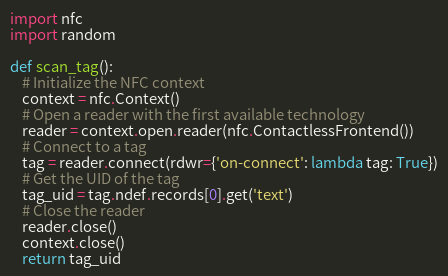 import nfc
import random

def scan_tag():
    # Initialize the NFC context
    context = nfc.Context()
    # Open a reader with the first available technology
    reader = context.open.reader(nfc.ContactlessFrontend())
    # Connect to a tag
    tag = reader.connect(rdwr={'on-connect': lambda tag: True})
    # Get the UID of the tag
    tag_uid = tag.ndef.records[0].get('text')
    # Close the reader
    reader.close()
    context.close()
    return tag_uid